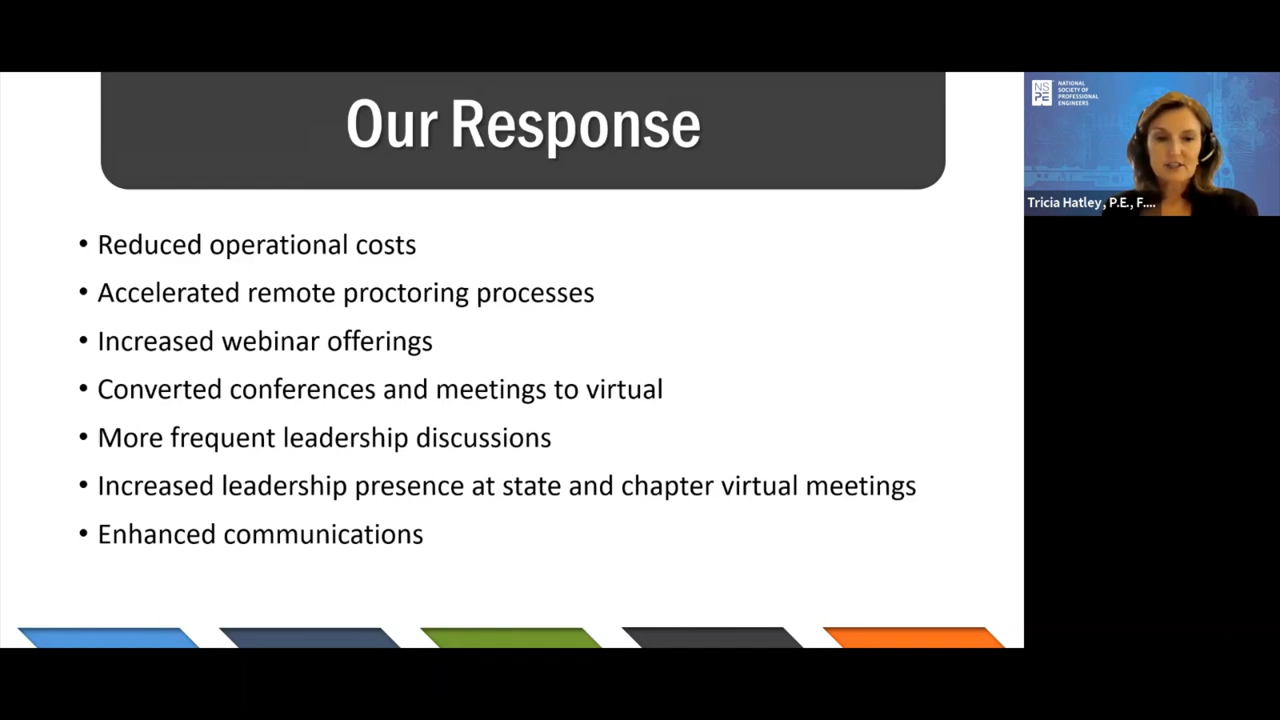 Our Response
• Reduced operational costs
• Accelerated remote proctoring processes
• Increased webinar offerings
• Converted conferences and meetings to virtual
• More frequent leadership discussions
• Increased leadership presence at state and chapter virtual meetings
• Enhanced communications
NS
PE
NATIONAL
SOCIETY OF
PROFESSIONAL
ENGINEERS
Tricia Hatley, P.E., F....